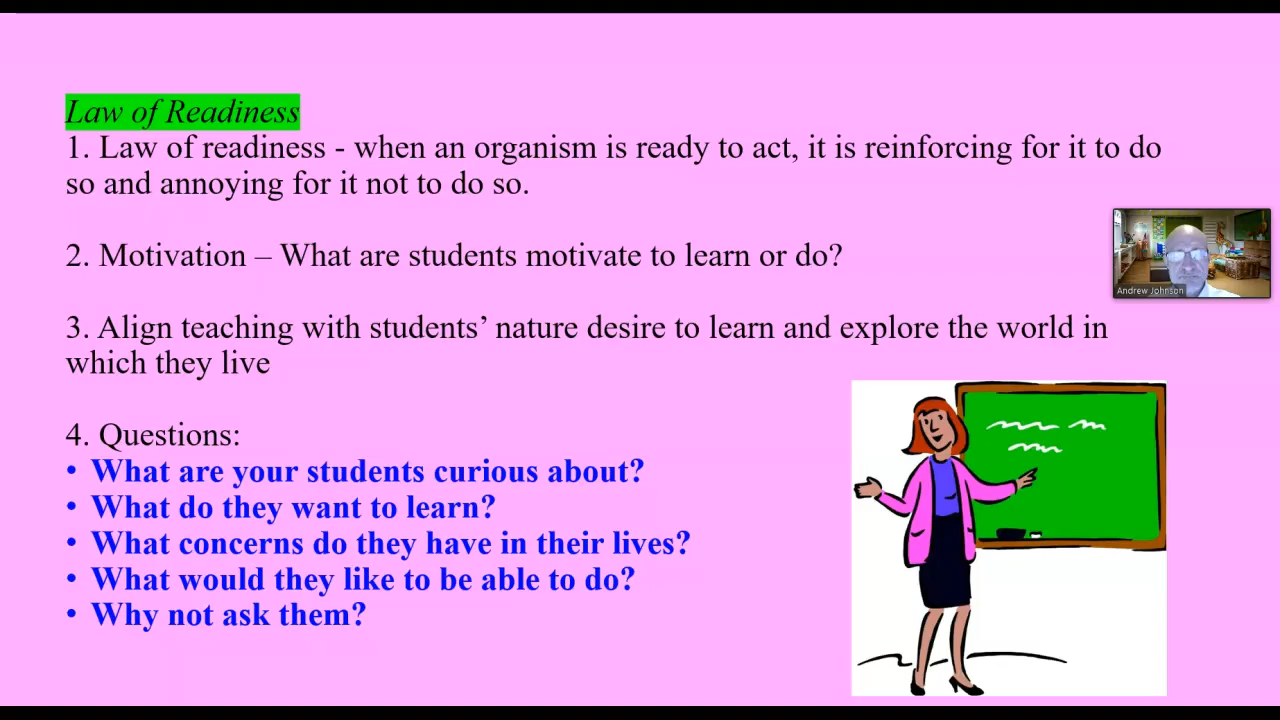 Law of Readiness
1. Law of readiness - when an organism is ready to act, it is reinforcing for it to do
so and annoying for it not to do so.
2. Motivation – What are students motivate to learn or do?
3. Align teaching with students’ nature desire to learn and explore the world in
which they live
4. Questions:
• What are your students curious about?
• What do they want to learn?
• What concerns do they have in their lives?
• What would they like to be able to do?
• Why not ask them?
Andrew Johnson